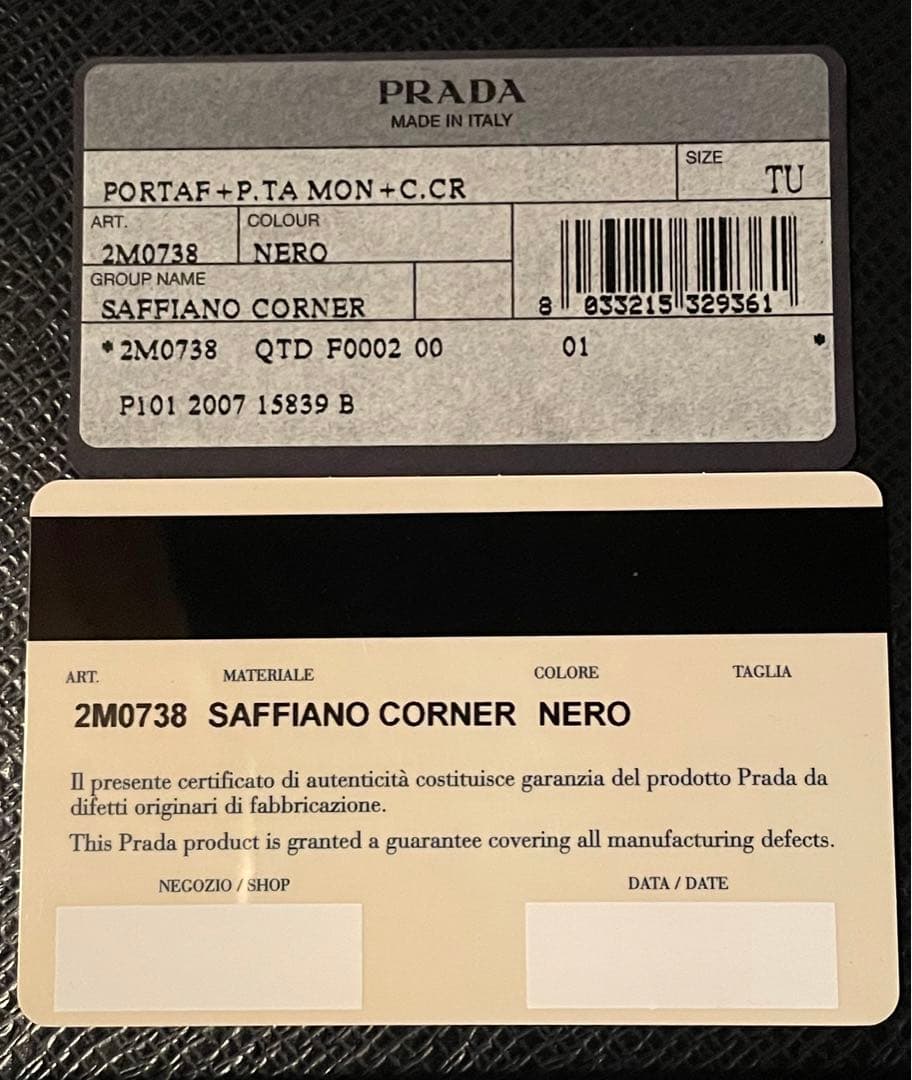 PRADA
MADE IN ITALY
PORTAF+P.TA MON+C.CR
SIZE
TU
ART.
2M0738
COLOUR
NERO
GROUP NAME
SAFFIANO CORNER
8 033215 329361
*2M0738 QTD F0002 00 01 *
P101 2007 15839 B
ART. MATERIALE COLORE TAGLIA
2M0738 SAFFIANO CORNER NERO
Il presente certificato di autenticità costituisce garanzia del prodotto Prada da
difetti originari di fabbricazione.
This Prada product is granted a guarantee covering all manufacturing defects.
NEGOZIO / SHOP DATA / DATE